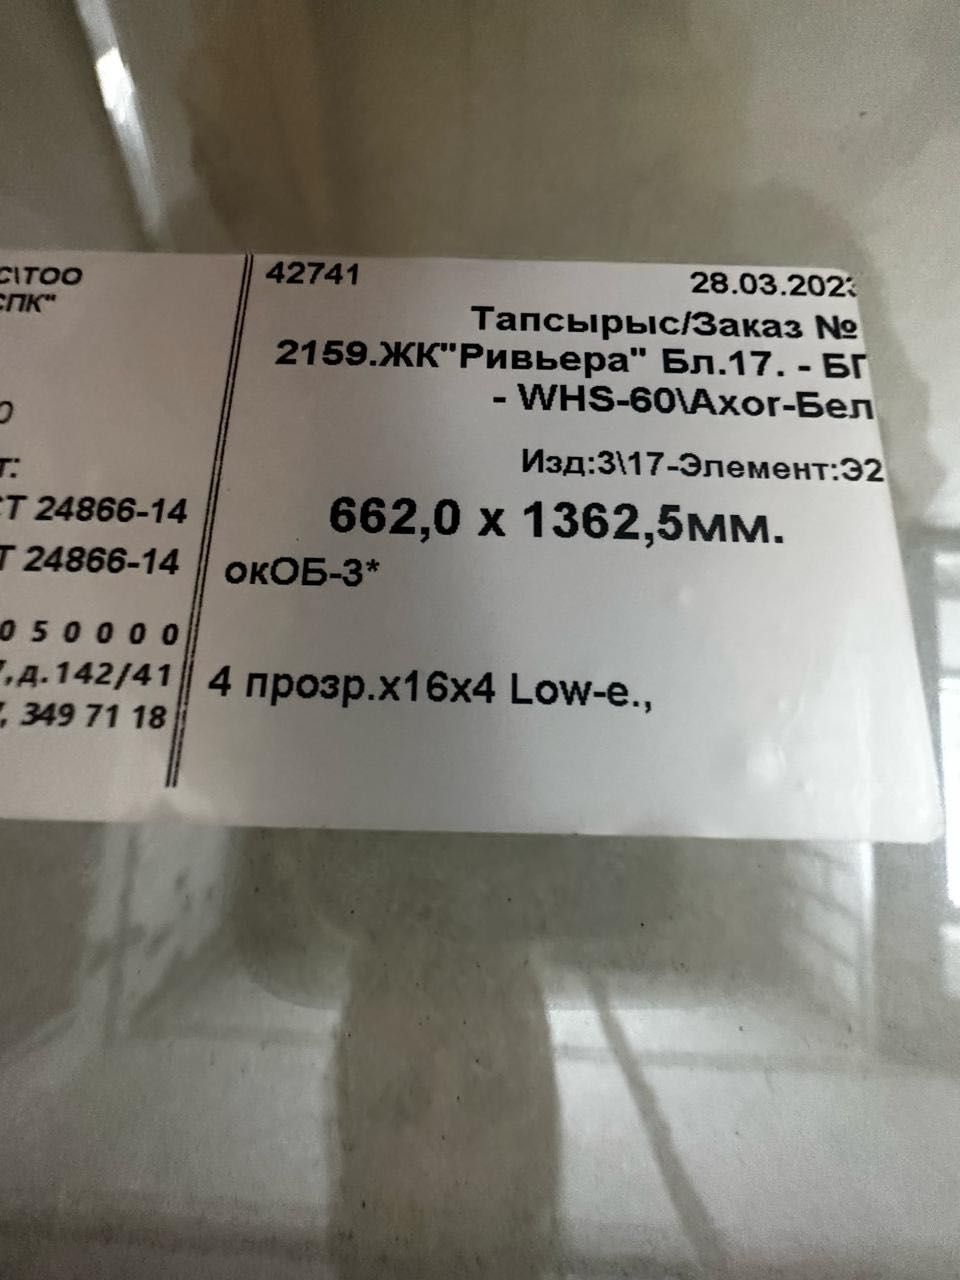 С\ТОО
СПК"
О
т:
СТ 24866-14
Т 24866-14
0 5 0 0 0 0
,д.142/41
, 349 71 18
42741
28.03.2023
Тапсырыс/Заказ №
2159.ЖК"Ривьера" Бл.17. - БГ
- WHS-60\Axor-Бел
Изд:3\17-Элемент:Э2
662,0 x 1362,5мм.
окОБ-3*
4 прозр.x16x4 Low-e.,